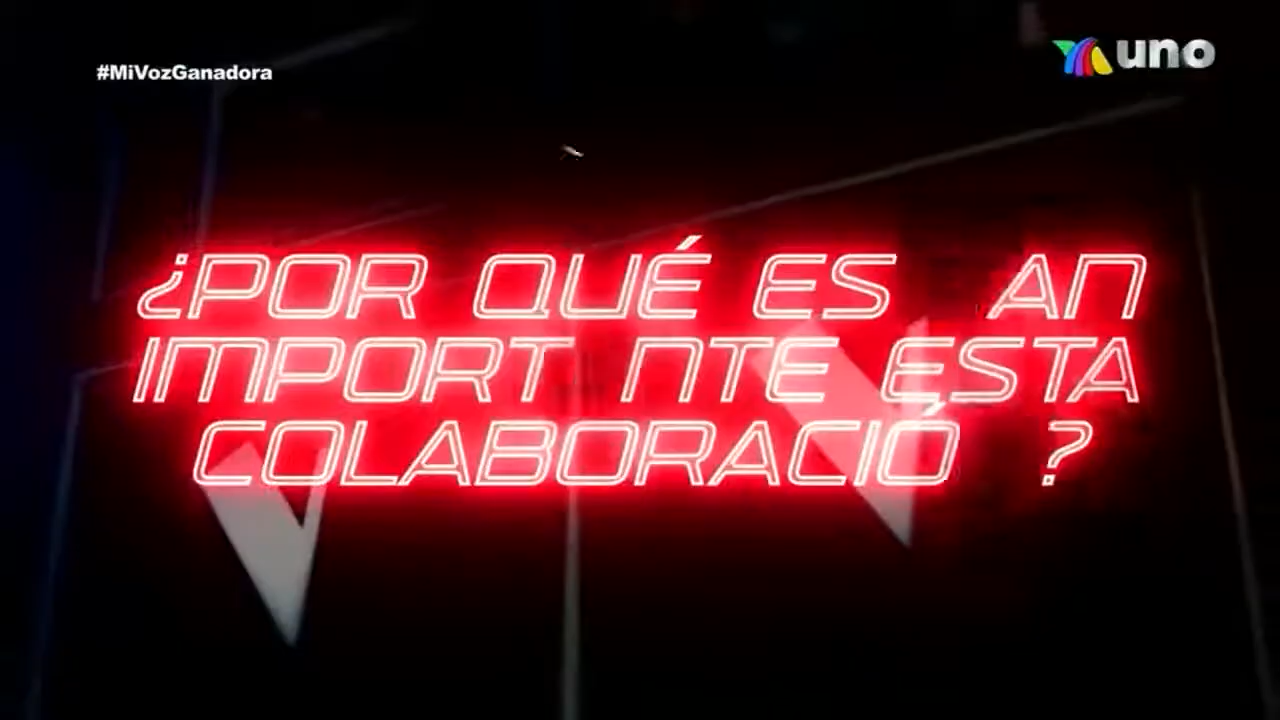 #MiVozGanadora
uno
¿POR QUÉ ES AN
IMPORT NTE ESTA
COLABORACIÓ ?